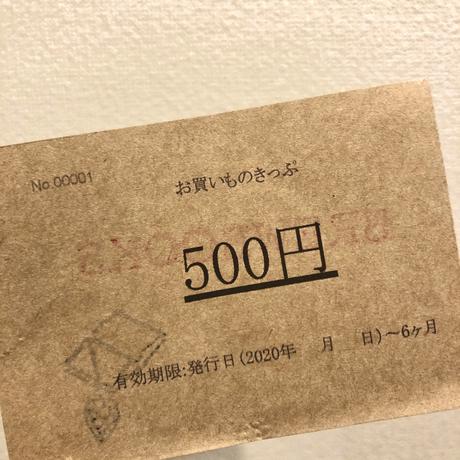 No.00001
お買いものきっぷ
500円
有効期限:発行日(2020年 月 日)～6ヶ月